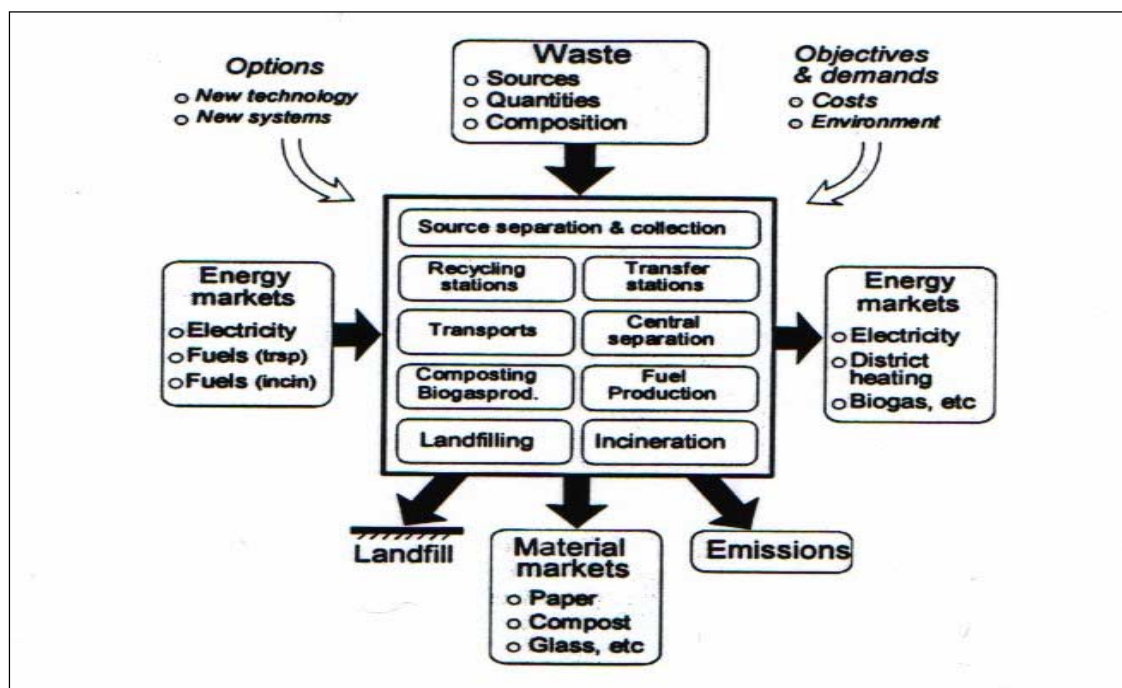 Options
New technology
New systems
Waste
Sources
Quantities
Composition
Objectives
& demands
Costs
Environment
Source separation & collection
Recycling
stations
Transfer
stations
Transports
Central
separation
Composting
Biogasprod.
Fuel
Production
Landfilling
Incineration
Energy
markets
Electricity
Fuels (trsp)
Fuels (incin)
Energy
markets
Electricity
District
heating
Biogas, etc
Landfill
Material
markets
Paper
Compost
Glass, etc
Emissions